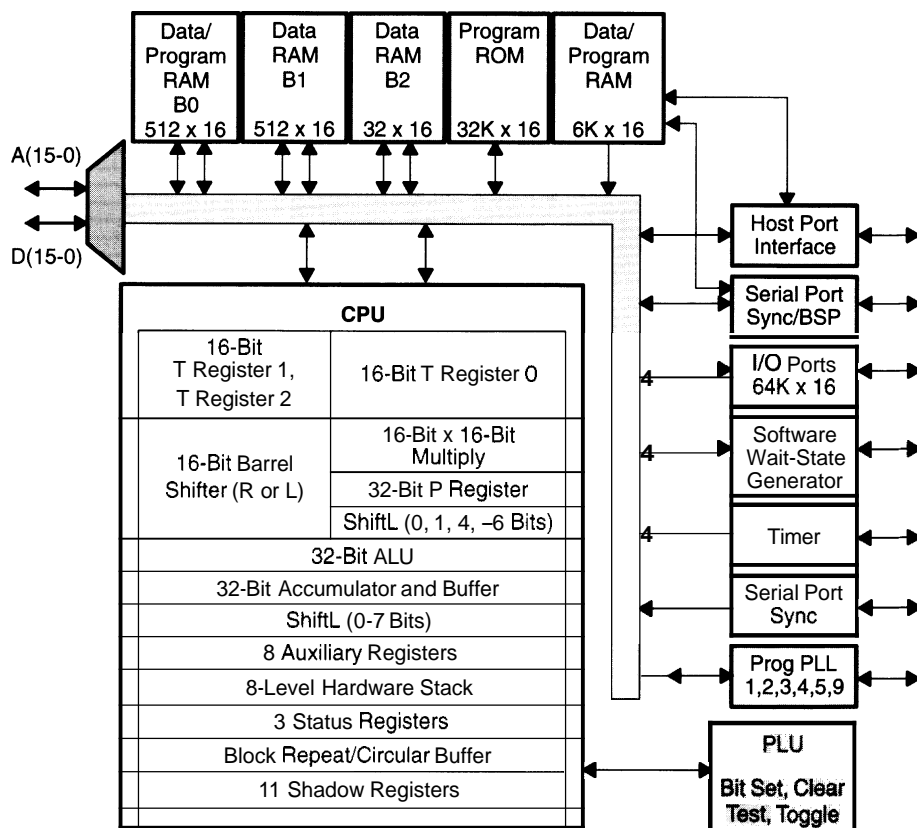 Data/
Program
RAM
B0
512 x 16
Data
RAM
B1
512 x 16
Data
RAM
B2
32 x 16
Program
ROM
32K x 16
Data/
Program
RAM
6K x 16
A(15-0)
D(15-0)
Host Port
Interface
Serial Port
Sync/BSP
4
I/O Ports
64K x 16
4
Software
Wait-State
Generator
4
Timer
Serial Port
Sync
Prog PLL
1,2,3,4,5,9
PLU
Bit Set, Clear
Test, Toggle
CPU
16-Bit
T Register 1,
T Register 2
16-Bit T Register 0
16-Bit Barrel
Shifter (R or L)
16-Bit x 16-Bit
Multiply
32-Bit P Register
ShiftL (0, 1, 4, –6 Bits)
32-Bit ALU
32-Bit Accumulator and Buffer
ShiftL (0-7 Bits)
8 Auxiliary Registers
8-Level Hardware Stack
3 Status Registers
Block Repeat/Circular Buffer
11 Shadow Registers